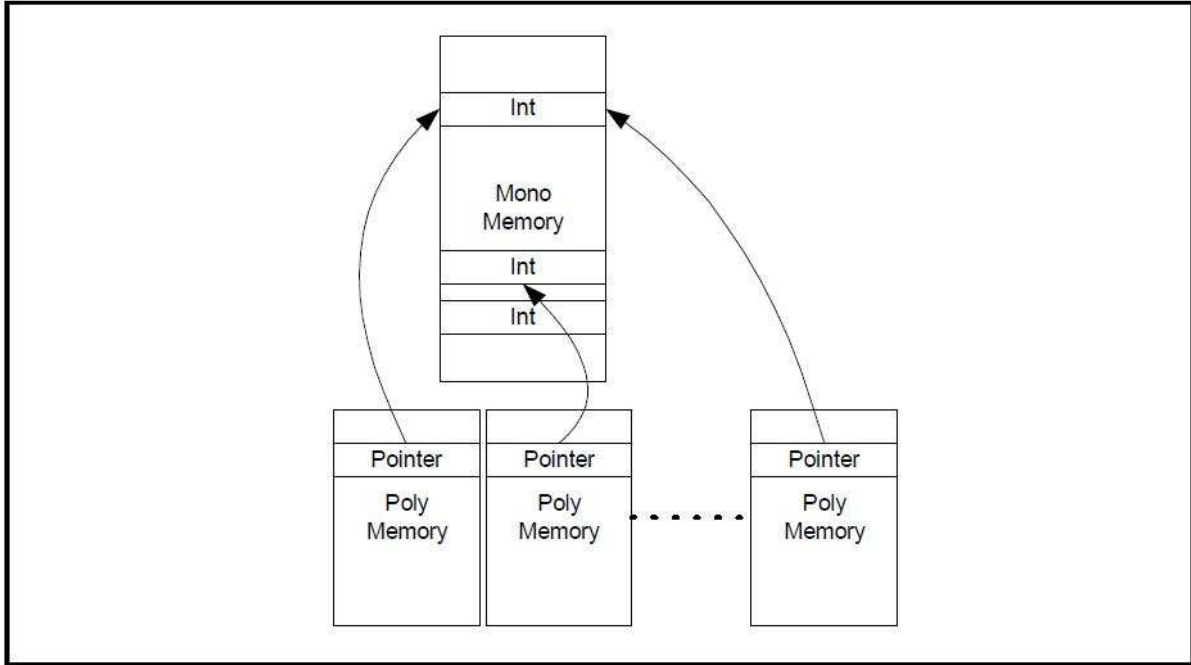 Int
Mono
Memory
Int
Int
Pointer
Poly
Memory
Pointer
Poly
Memory
Pointer
Poly
Memory